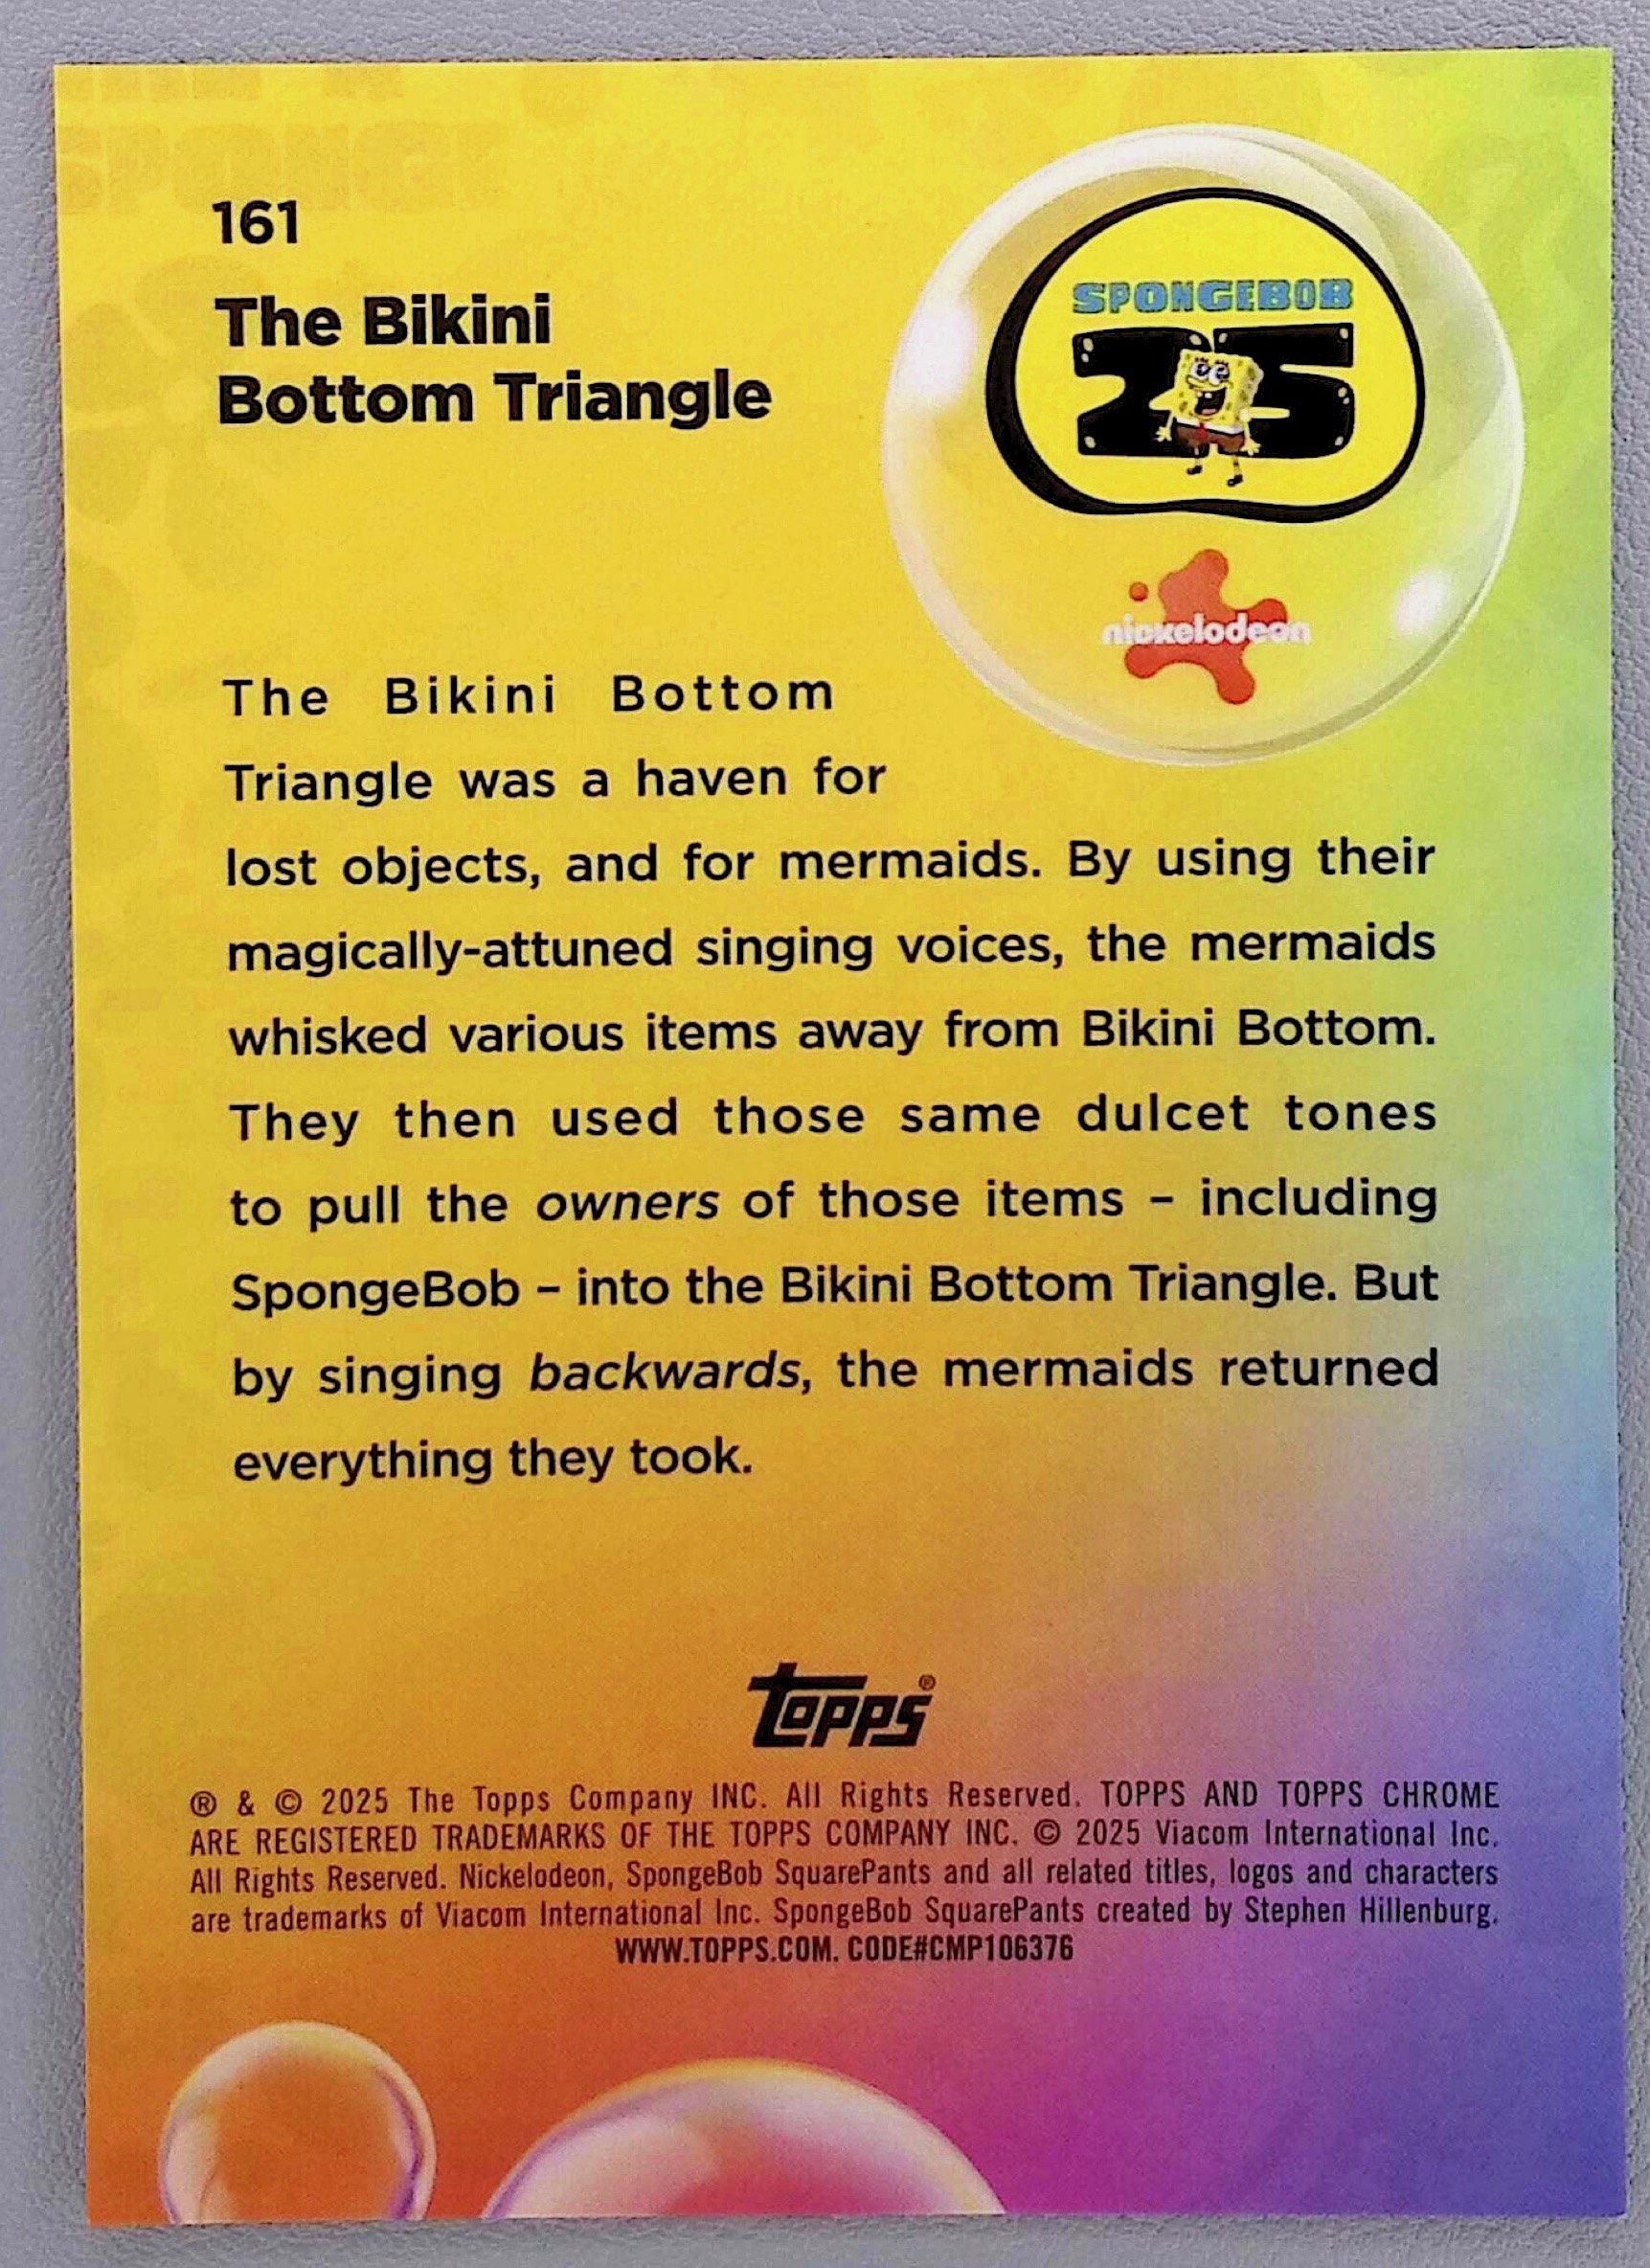 161
The Bikini
Bottom Triangle
SPONGEBOB
25
nickelodeon
The Bikini Bottom
Triangle was a haven for
lost objects, and for mermaids. By using their
magically-attuned singing voices, the mermaids
whisked various items away from Bikini Bottom.
They then used those same dulcet tones
to pull the owners of those items – including
SpongeBob – into the Bikini Bottom Triangle. But
by singing backwards, the mermaids returned
everything they took.
topps®
® & © 2025 The Topps Company INC. All Rights Reserved. TOPPS AND TOPPS CHROME
ARE REGISTERED TRADEMARKS OF THE TOPPS COMPANY INC. © 2025 Viacom International Inc.
All Rights Reserved. Nickelodeon, SpongeBob SquarePants and all related titles, logos and characters
are trademarks of Viacom International Inc. SpongeBob SquarePants created by Stephen Hillenburg.
WWW.TOPPS.COM. CODE#CMP106376